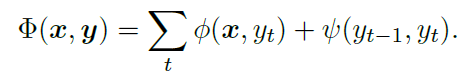 Φ(x, y) = ∑_t ϕ(x, y_t) + ψ(y_{t−1}, y_t).